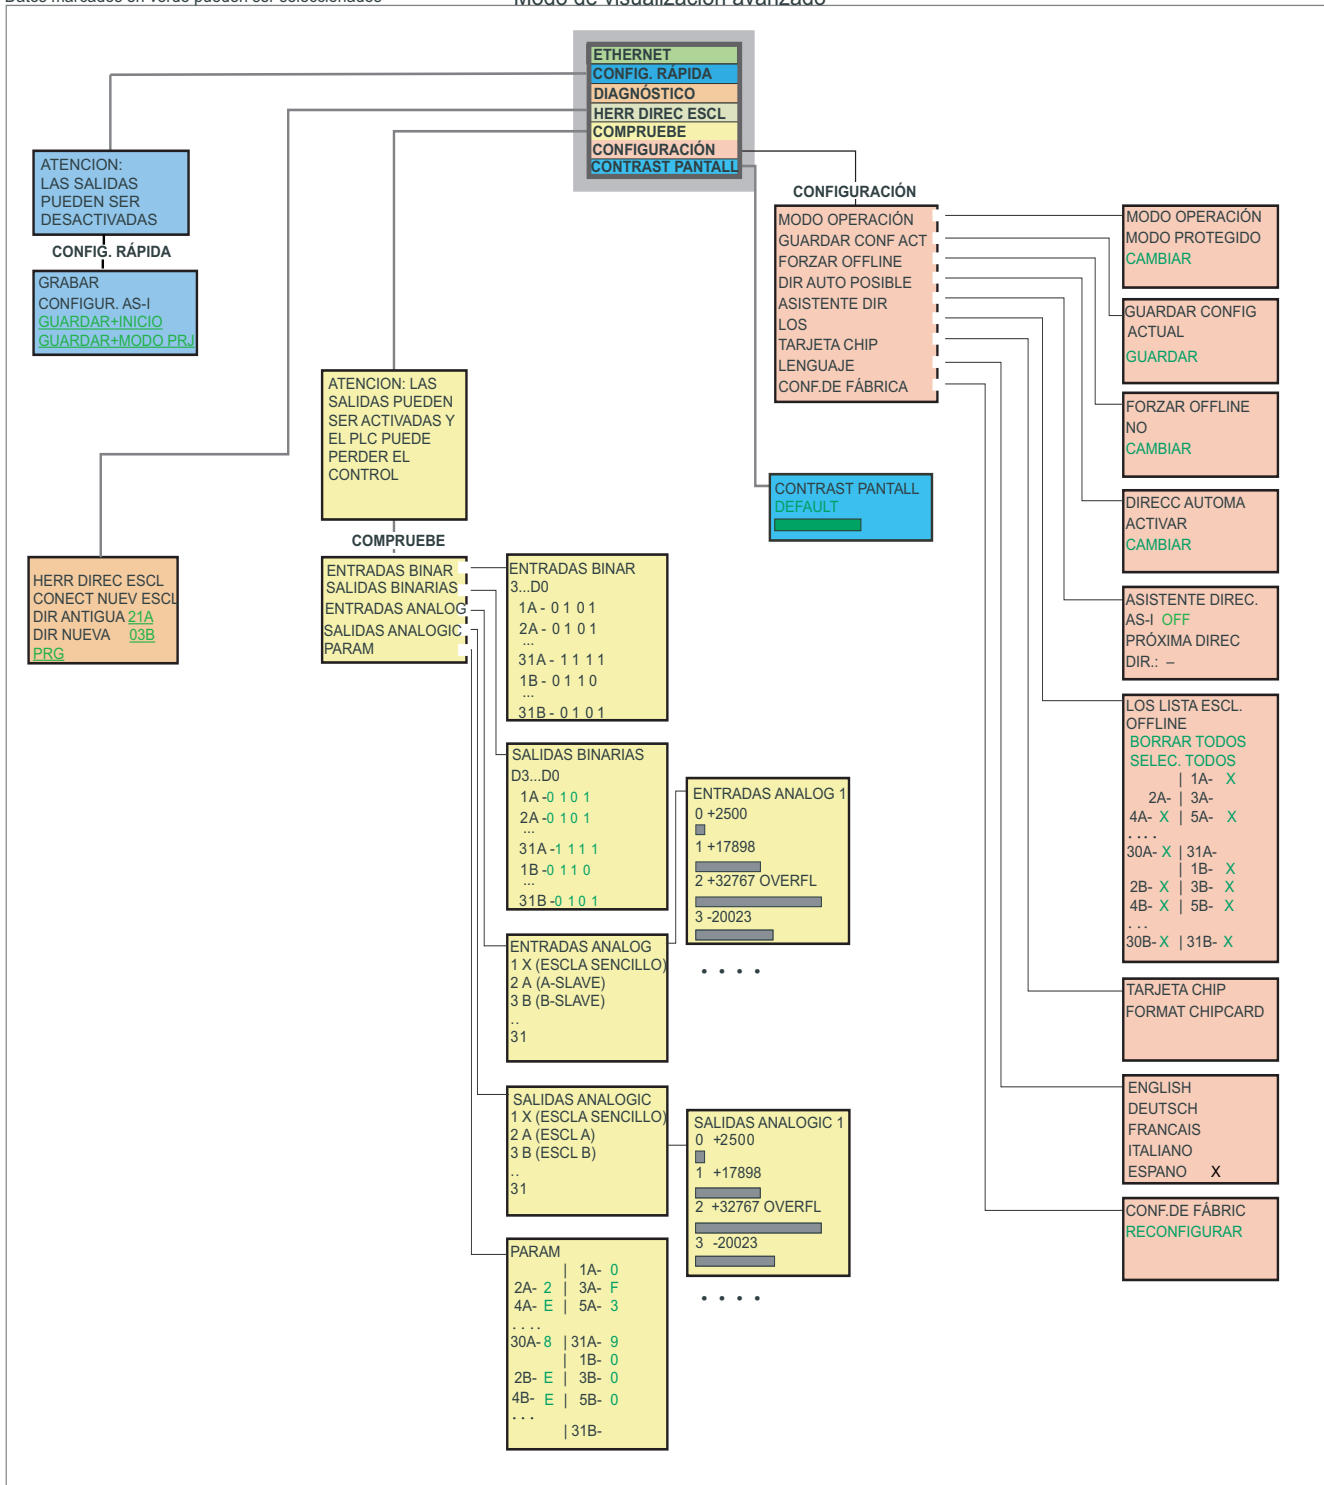 Datos marcados en verde pueden ser seleccionados
Modo de visualización avanzado
ETHERNET
CONFIG. RÁPIDA
DIAGNÓSTICO
HERR DIREC ESCL
COMPRUEBE
CONFIGURACIÓN
CONTRAST PANTALL
ATENCION:
LAS SALIDAS
PUEDEN SER
DESACTIVADAS
CONFIG. RÁPIDA
GRABAR
CONFIGUR. AS-I
GUARDAR+INICIO
GUARDAR+MODO PRJ
HERR DIREC ESCL
CONECT NUEV ESCL
DIR ANTIGUA 21A
DIR NUEVA 03B
PRG
ATENCION: LAS
SALIDAS PUEDEN
SER ACTIVADAS Y
EL PLC PUEDE
PERDER EL
CONTROL
COMPRUEBE
ENTRADAS BINAR
SALIDAS BINARIAS
ENTRADAS ANALOG
SALIDAS ANALOGIC
PARAM
ENTRADAS BINAR
3...D0
1A - 0 1 0 1
2A - 0 1 0 1
...
31A - 1 1 1 1
1B - 0 1 1 0
...
31B - 0 1 0 1
SALIDAS BINARIAS
D3...D0
1A -0 1 0 1
2A -0 1 0 1
...
31A -1 1 1 1
1B -0 1 1 0
...
31B -0 1 0 1
ENTRADAS ANALOG
1 X (ESCLA SENCILLO)
2 A (A-SLAVE)
3 B (B-SLAVE)
..
31
ENTRADAS ANALOG 1
0 +2500
1 +17898
2 +32767 OVERFL
3 -20023
. . . .
SALIDAS ANALOGIC
1 X (ESCLA SENCILLO)
2 A (ESCL A)
3 B (ESCL B)
..
31
SALIDAS ANALOGIC 1
0 +2500
1 +17898
2 +32767 OVERFL
3 -20023
. . . .
PARAM
| 1A- 0
2A- 2 | 3A- F
4A- E | 5A- 3
. . . .
30A- 8 | 31A- 9
| 1B- 0
2B- E | 3B- 0
4B- E | 5B- 0
. . .
| 31B-
CONTRAST PANTALL
DEFAULT
CONFIGURACIÓN
MODO OPERACIÓN
GUARDAR CONF ACT
FORZAR OFFLINE
DIR AUTO POSIBLE
ASISTENTE DIR
LOS
TARJETA CHIP
LENGUAJE
CONF.DE FÁBRICA
MODO OPERACIÓN
MODO PROTEGIDO
CAMBIAR
GUARDAR CONFIG
ACTUAL
GUARDAR
FORZAR OFFLINE
NO
CAMBIAR
DIRECC AUTOMA
ACTIVAR
CAMBIAR
ASISTENTE DIREC.
AS-I OFF
PRÓXIMA DIREC
DIR.: –
LOS LISTA ESCL.
OFFLINE
BORRAR TODOS
SELEC. TODOS
| 1A- X
2A- | 3A-
4A- X | 5A- X
. . . .
30A- X | 31A-
| 1B- X
2B- X | 3B- X
4B- X | 5B- X
. . .
30B- X | 31B- X
TARJETA CHIP
FORMAT CHIPCARD
ENGLISH
DEUTSCH
FRANCAIS
ITALIANO
ESPANO X
CONF.DE FÁBRIC
RECONFIGURAR